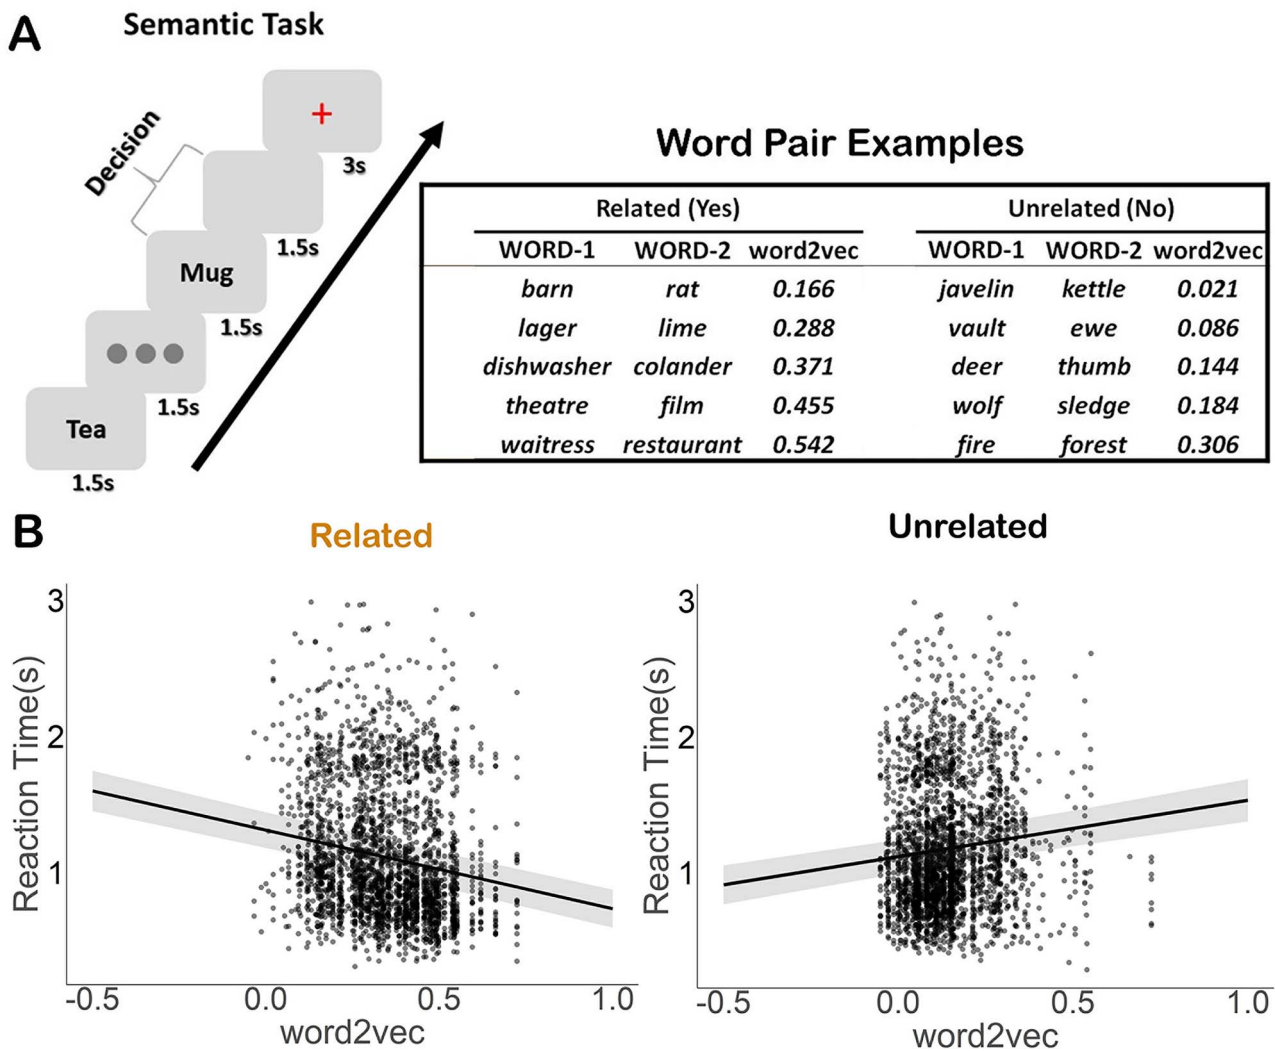 A
Semantic Task
Decision
+
3s
1.5s
Mug
1.5s
1.5s
Tea
1.5s
Word Pair Examples
Related (Yes) Unrelated (No)
WORD-1 WORD-2 word2vec WORD-1 WORD-2 word2vec
barn rat 0.166 javelin kettle 0.021
lager lime 0.288 vault ewe 0.086
dishwasher colander 0.371 deer thumb 0.144
theatre film 0.455 wolf sledge 0.184
waitress restaurant 0.542 fire forest 0.306
B
Related
Reaction Time(s)
3
2
1
-0.5 0.0 0.5 1.0
word2vec
Unrelated
Reaction Time(s)
3
2
1
-0.5 0.0 0.5 1.0
word2vec